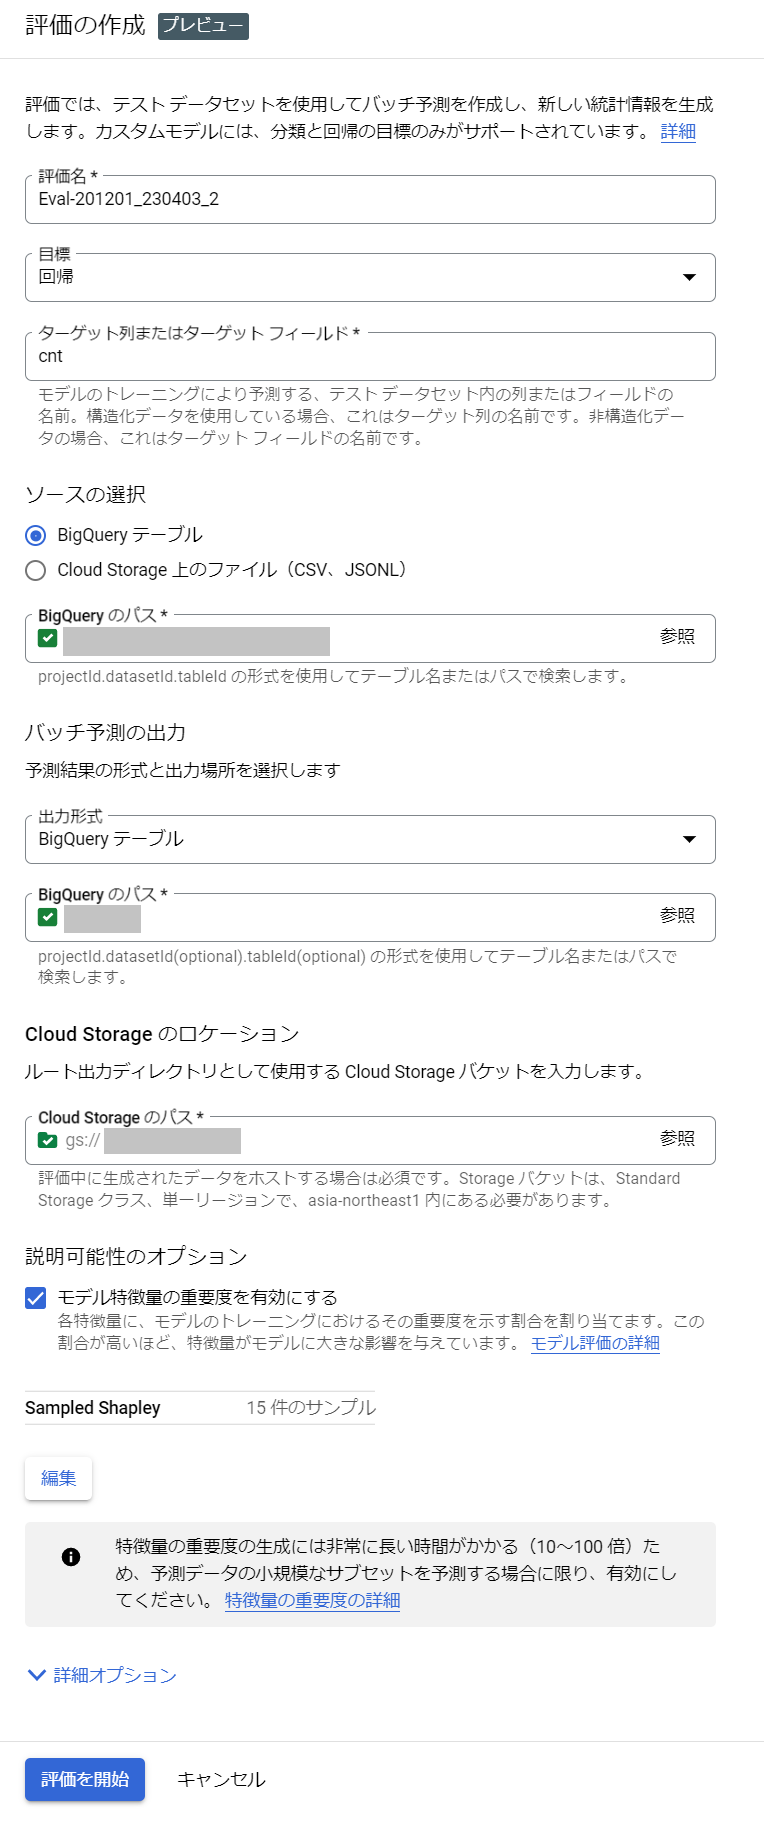 評価の作成 プレビュー
評価では、テスト データセットを使用してバッチ予測を作成し、新しい統計情報を生成
します。カスタムモデルには、分類と回帰の目標のみがサポートされています。 詳細
評価名 *
Eval-201201_230403_2
目標
回帰
ターゲット列またはターゲット フィールド *
cnt
モデルのトレーニングにより予測する、テスト データセット内の列またはフィールドの
名前。構造化データを使用している場合、これはターゲット列の名前です。非構造化デー
タの場合、これはターゲット フィールドの名前です。
ソースの選択
BigQuery テーブル
Cloud Storage 上のファイル（CSV、JSONL）
BigQuery のパス *
参照
projectId.datasetId.tableId の形式を使用してテーブル名またはパスで検索します。
バッチ予測の出力
予測結果の形式と出力場所を選択します
出力形式
BigQuery テーブル
BigQuery のパス *
参照
projectId.datasetId(optional).tableId(optional) の形式を使用してテーブル名またはパスで
検索します。
Cloud Storage のロケーション
ルート出力ディレクトリとして使用する Cloud Storage バケットを入力します。
Cloud Storage のパス *
gs:// 参照
評価中に生成されたデータをホストする場合は必須です。Storage バケットは、Standard
Storage クラス、単一リージョンで、asia-northeast1 内にある必要があります。
説明可能性のオプション
モデル特徴量の重要度を有効にする
各特徴量に、モデルのトレーニングにおけるその重要度を示す割合を割り当てます。この
割合が高いほど、特徴量がモデルに大きな影響を与えています。 モデル評価の詳細
Sampled Shapley 15 件のサンプル
編集
特徴量の重要度の生成には非常に長い時間がかかる（10～100 倍）た
め、予測データの小規模なサブセットを予測する場合に限り、有効にし
てください。 特徴量の重要度の詳細
詳細オプション
評価を開始 キャンセル